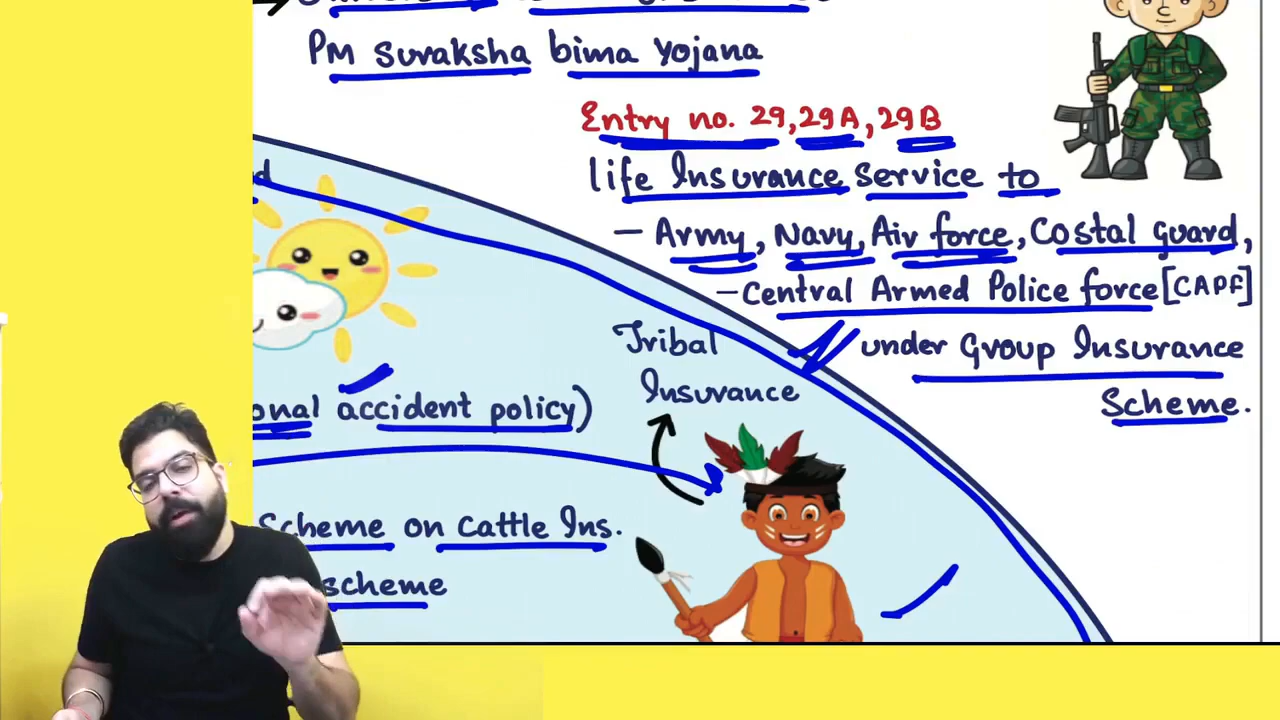 PM Suraksha bima yojana
Entry no. 29, 29A, 29B
life Insurance service to
- Army, Navy, Air force, Costal guard,
- Central Armed Police force [CAPF]
under Group Insurance
Scheme.
Tribal
Insurance
onal accident policy)
Scheme on Cattle Ins.
scheme